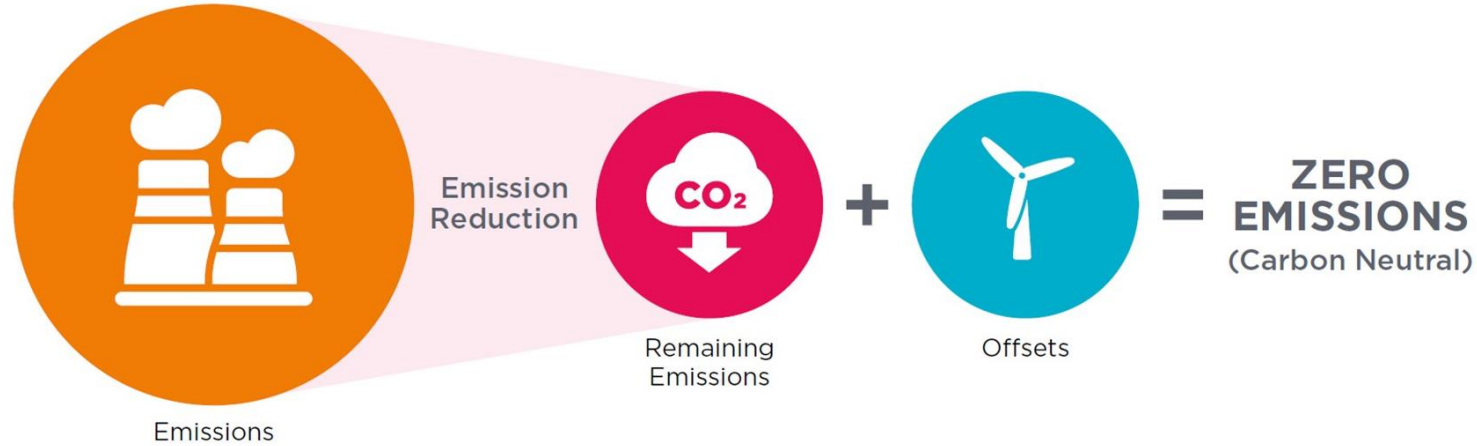 Emissions
Emission
Reduction
CO₂
Remaining
Emissions
+
Offsets
=
ZERO
EMISSIONS
(Carbon Neutral)